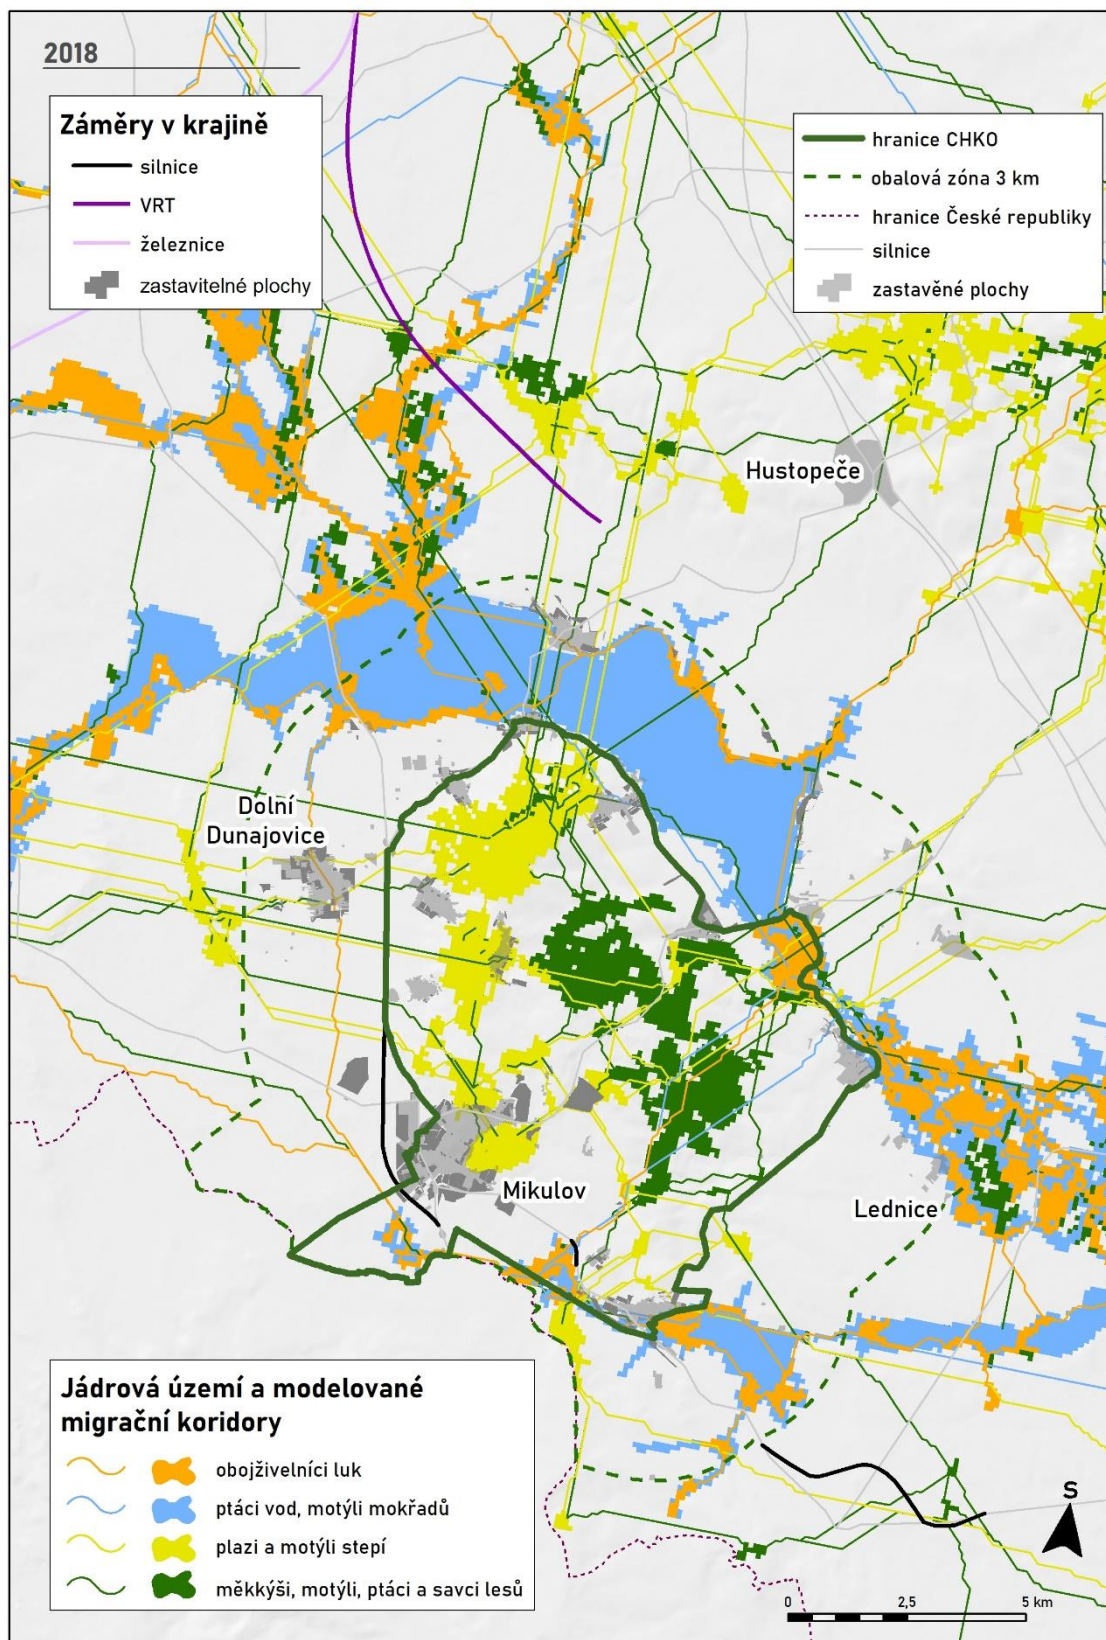 2018
Záměry v krajině
silnice
VRT
železnice
zastavitelné plochy
hranice CHKO
obalová zóna 3 km
hranice České republiky
silnice
zastavěné plochy
Hustopeče
Dolní
Dunajovice
Mikulov
Lednice
Jádrová území a modelované
migrační koridory
obojživelníci luk
ptáci vod, motýli mokřadů
plazi a motýli stepí
měkkýši, motýli, ptáci a savci lesů
S
0 2,5 5 km